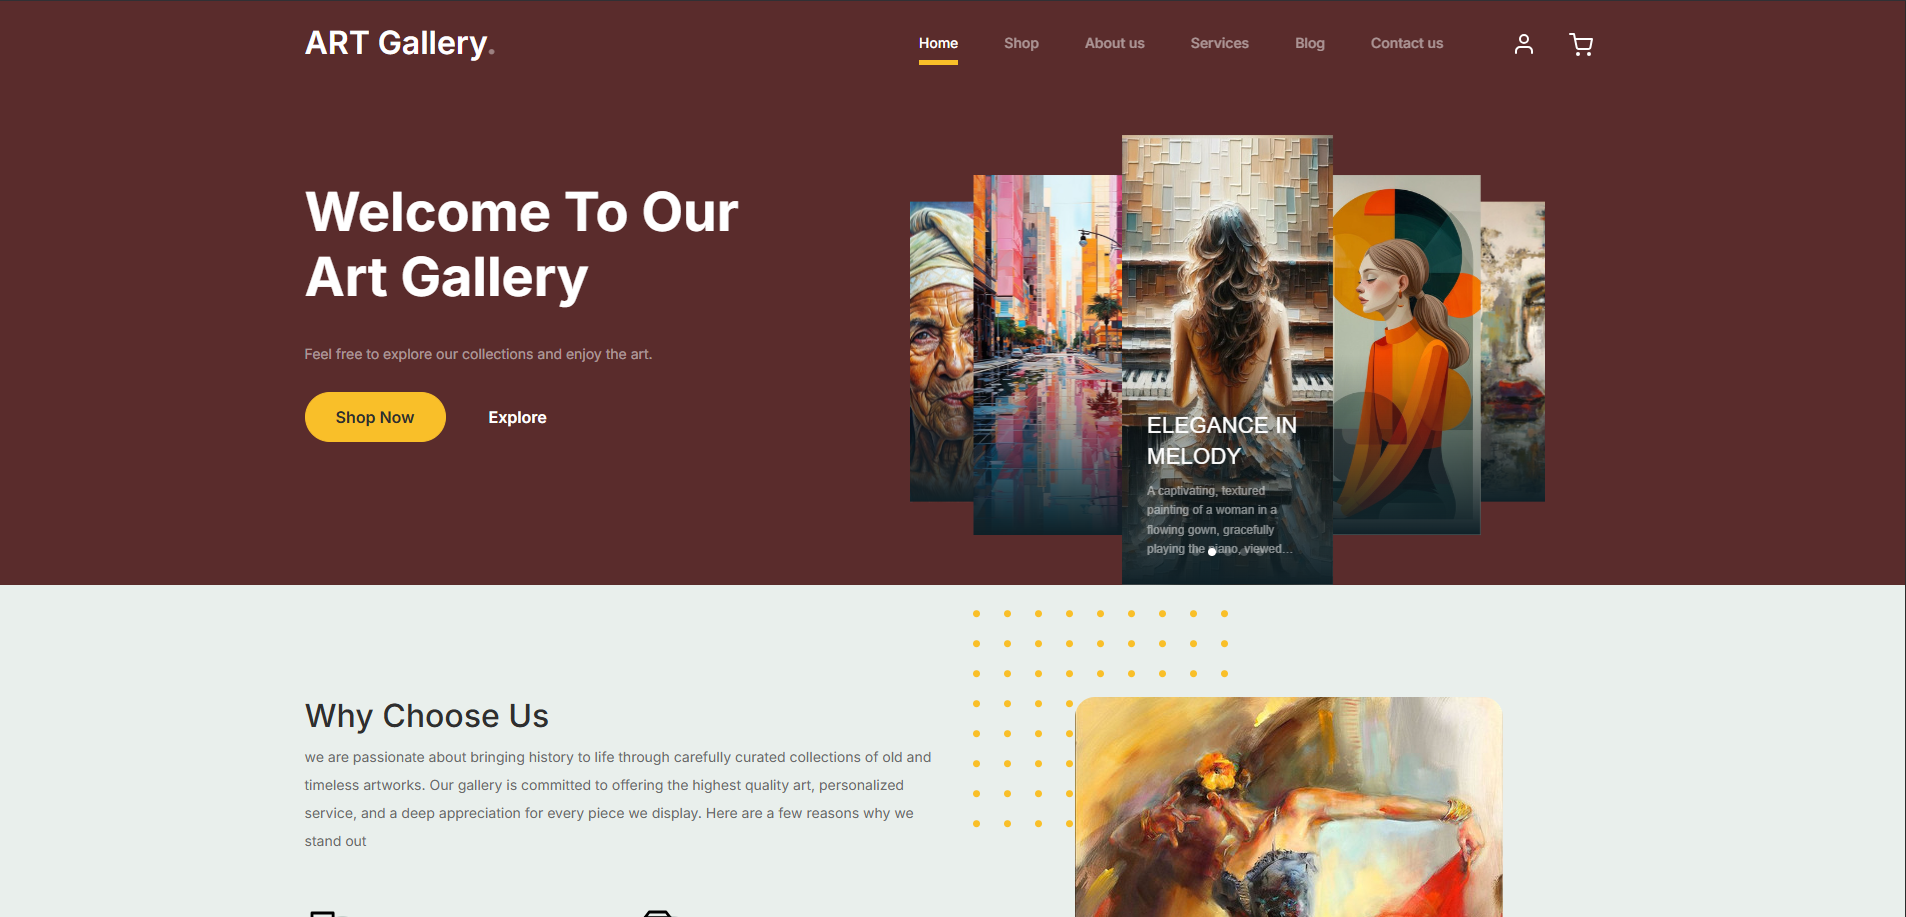 ART Gallery.
Home Shop About us Services Blog Contact us
Welcome To Our
Art Gallery
Feel free to explore our collections and enjoy the art.
Shop Now Explore
ELEGANCE IN
MELODY
A captivating, textured
painting of a woman in a
flowing gown, gracefully
playing the piano, viewed...
Why Choose Us
we are passionate about bringing history to life through carefully curated collections of old and
timeless artworks. Our gallery is committed to offering the highest quality art, personalized
service, and a deep appreciation for every piece we display. Here are a few reasons why we
stand out